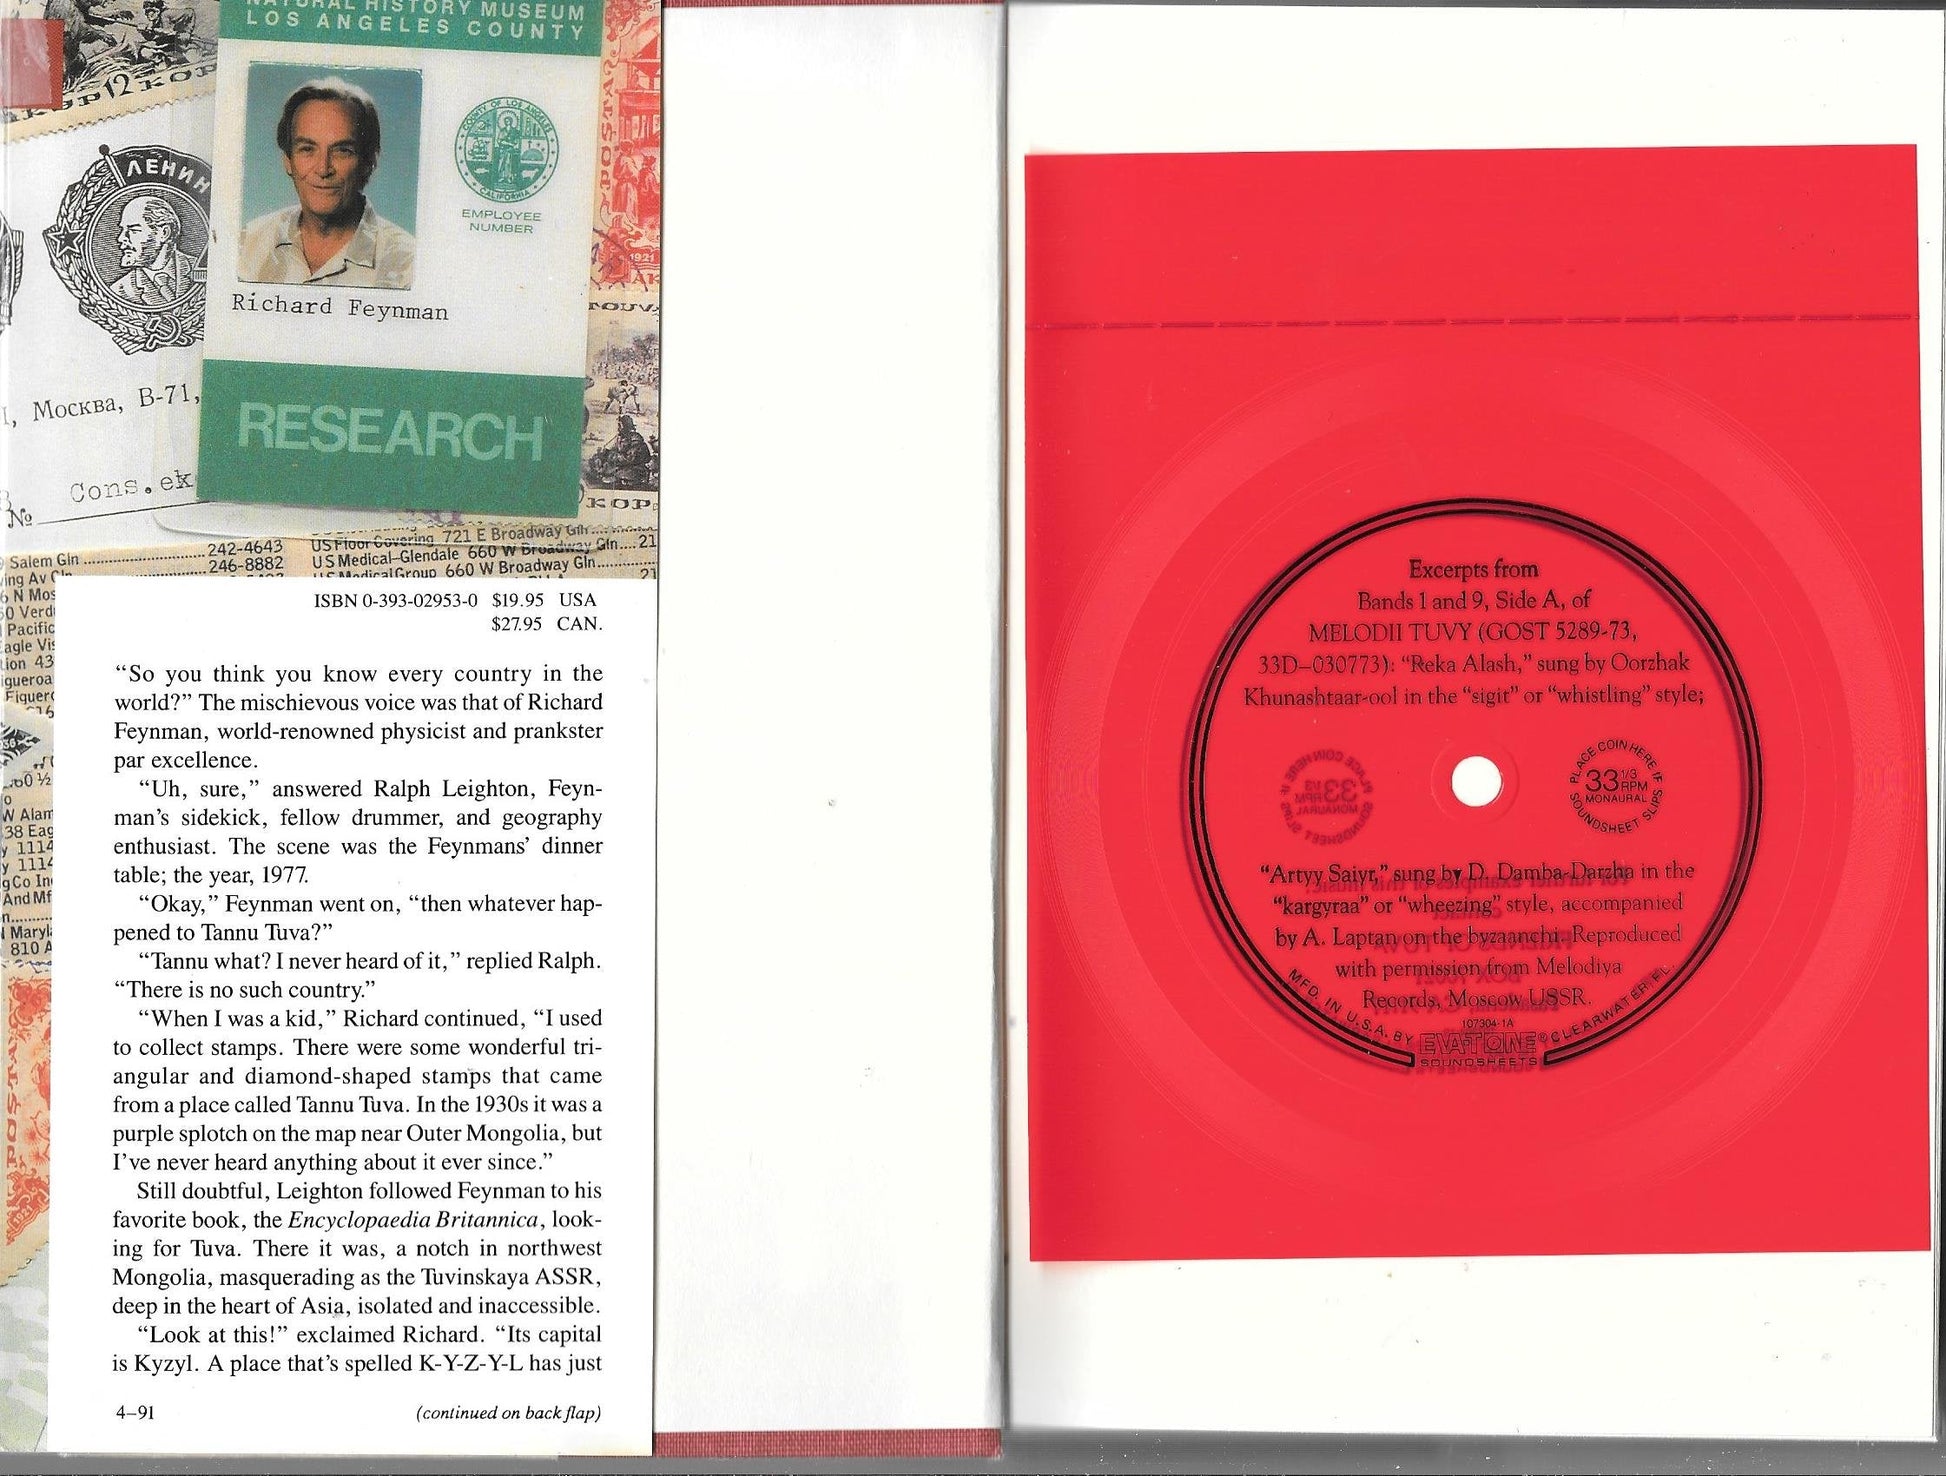 NATURAL HISTORY MUSEUM
LOS ANGELES COUNTY
12
ЛЕНИН
COUNTY OF LOS ANGELES
CALIFORNIA
EMPLOYEE
NUMBER
Richard Feynman
RESEARCH
Москва, В-71,
Cons.ek
№
1921
KOP
Salem Gln 242-4643
246-8882
US Floor Covering 721 E Broadway Gln 21
US Medical–Glendale 660 W Broadway Gln 21
US Medical Group 660 W Broadway
ISBN 0-393-02953-0 $19.95 USA
$27.95 CAN.
“So you think you know every country in the
world?” The mischievous voice was that of Richard
Feynman, world-renowned physicist and prankster
par excellence.
“Uh, sure,” answered Ralph Leighton, Feyn-
man’s sidekick, fellow drummer, and geography
enthusiast. The scene was the Feynmans’ dinner
table; the year, 1977.
“Okay,” Feynman went on, “then whatever hap-
pened to Tannu Tuva?”
“Tannu what? I never heard of it,” replied Ralph.
“There is no such country.”
“When I was a kid,” Richard continued, “I used
to collect stamps. There were some wonderful tri-
angular and diamond-shaped stamps that came
from a place called Tannu Tuva. In the 1930s it was a
purple splotch on the map near Outer Mongolia, but
I’ve never heard anything about it ever since.”
Still doubtful, Leighton followed Feynman to his
favorite book, the Encyclopaedia Britannica, look-
ing for Tuva. There it was, a notch in northwest
Mongolia, masquerading as the Tuvinskaya ASSR,
deep in the heart of Asia, isolated and inaccessible.
“Look at this!” exclaimed Richard. “Its capital
is Kyzyl. A place that’s spelled K-Y-Z-Y-L has just
4–91
(continued on back flap)
Excerpts from
Bands 1 and 9, Side A, of
MELODII TUVY (GOST 5289-73,
33D–030773): “Reka Alash,” sung by Oorzhak
Khunashtaar-ool in the “sigit” or “whistling” style;
PLACE COIN HERE IF
33 1/3
RPM
MONAURAL
SOUNDSHEET SLIPS
“Artyy Saiyr,” sung by D. Damba-Darzha in the
“kargyraa” or “wheezing” style, accompanied
by A. Laptan on the byzaanchi. Reproduced
with permission from Melodiya
Records, Moscow USSR.
107304-1A
MFD. IN U.S.A. BY EVA-TONE ® CLEARWATER, FL.
SOUNDSHEETS